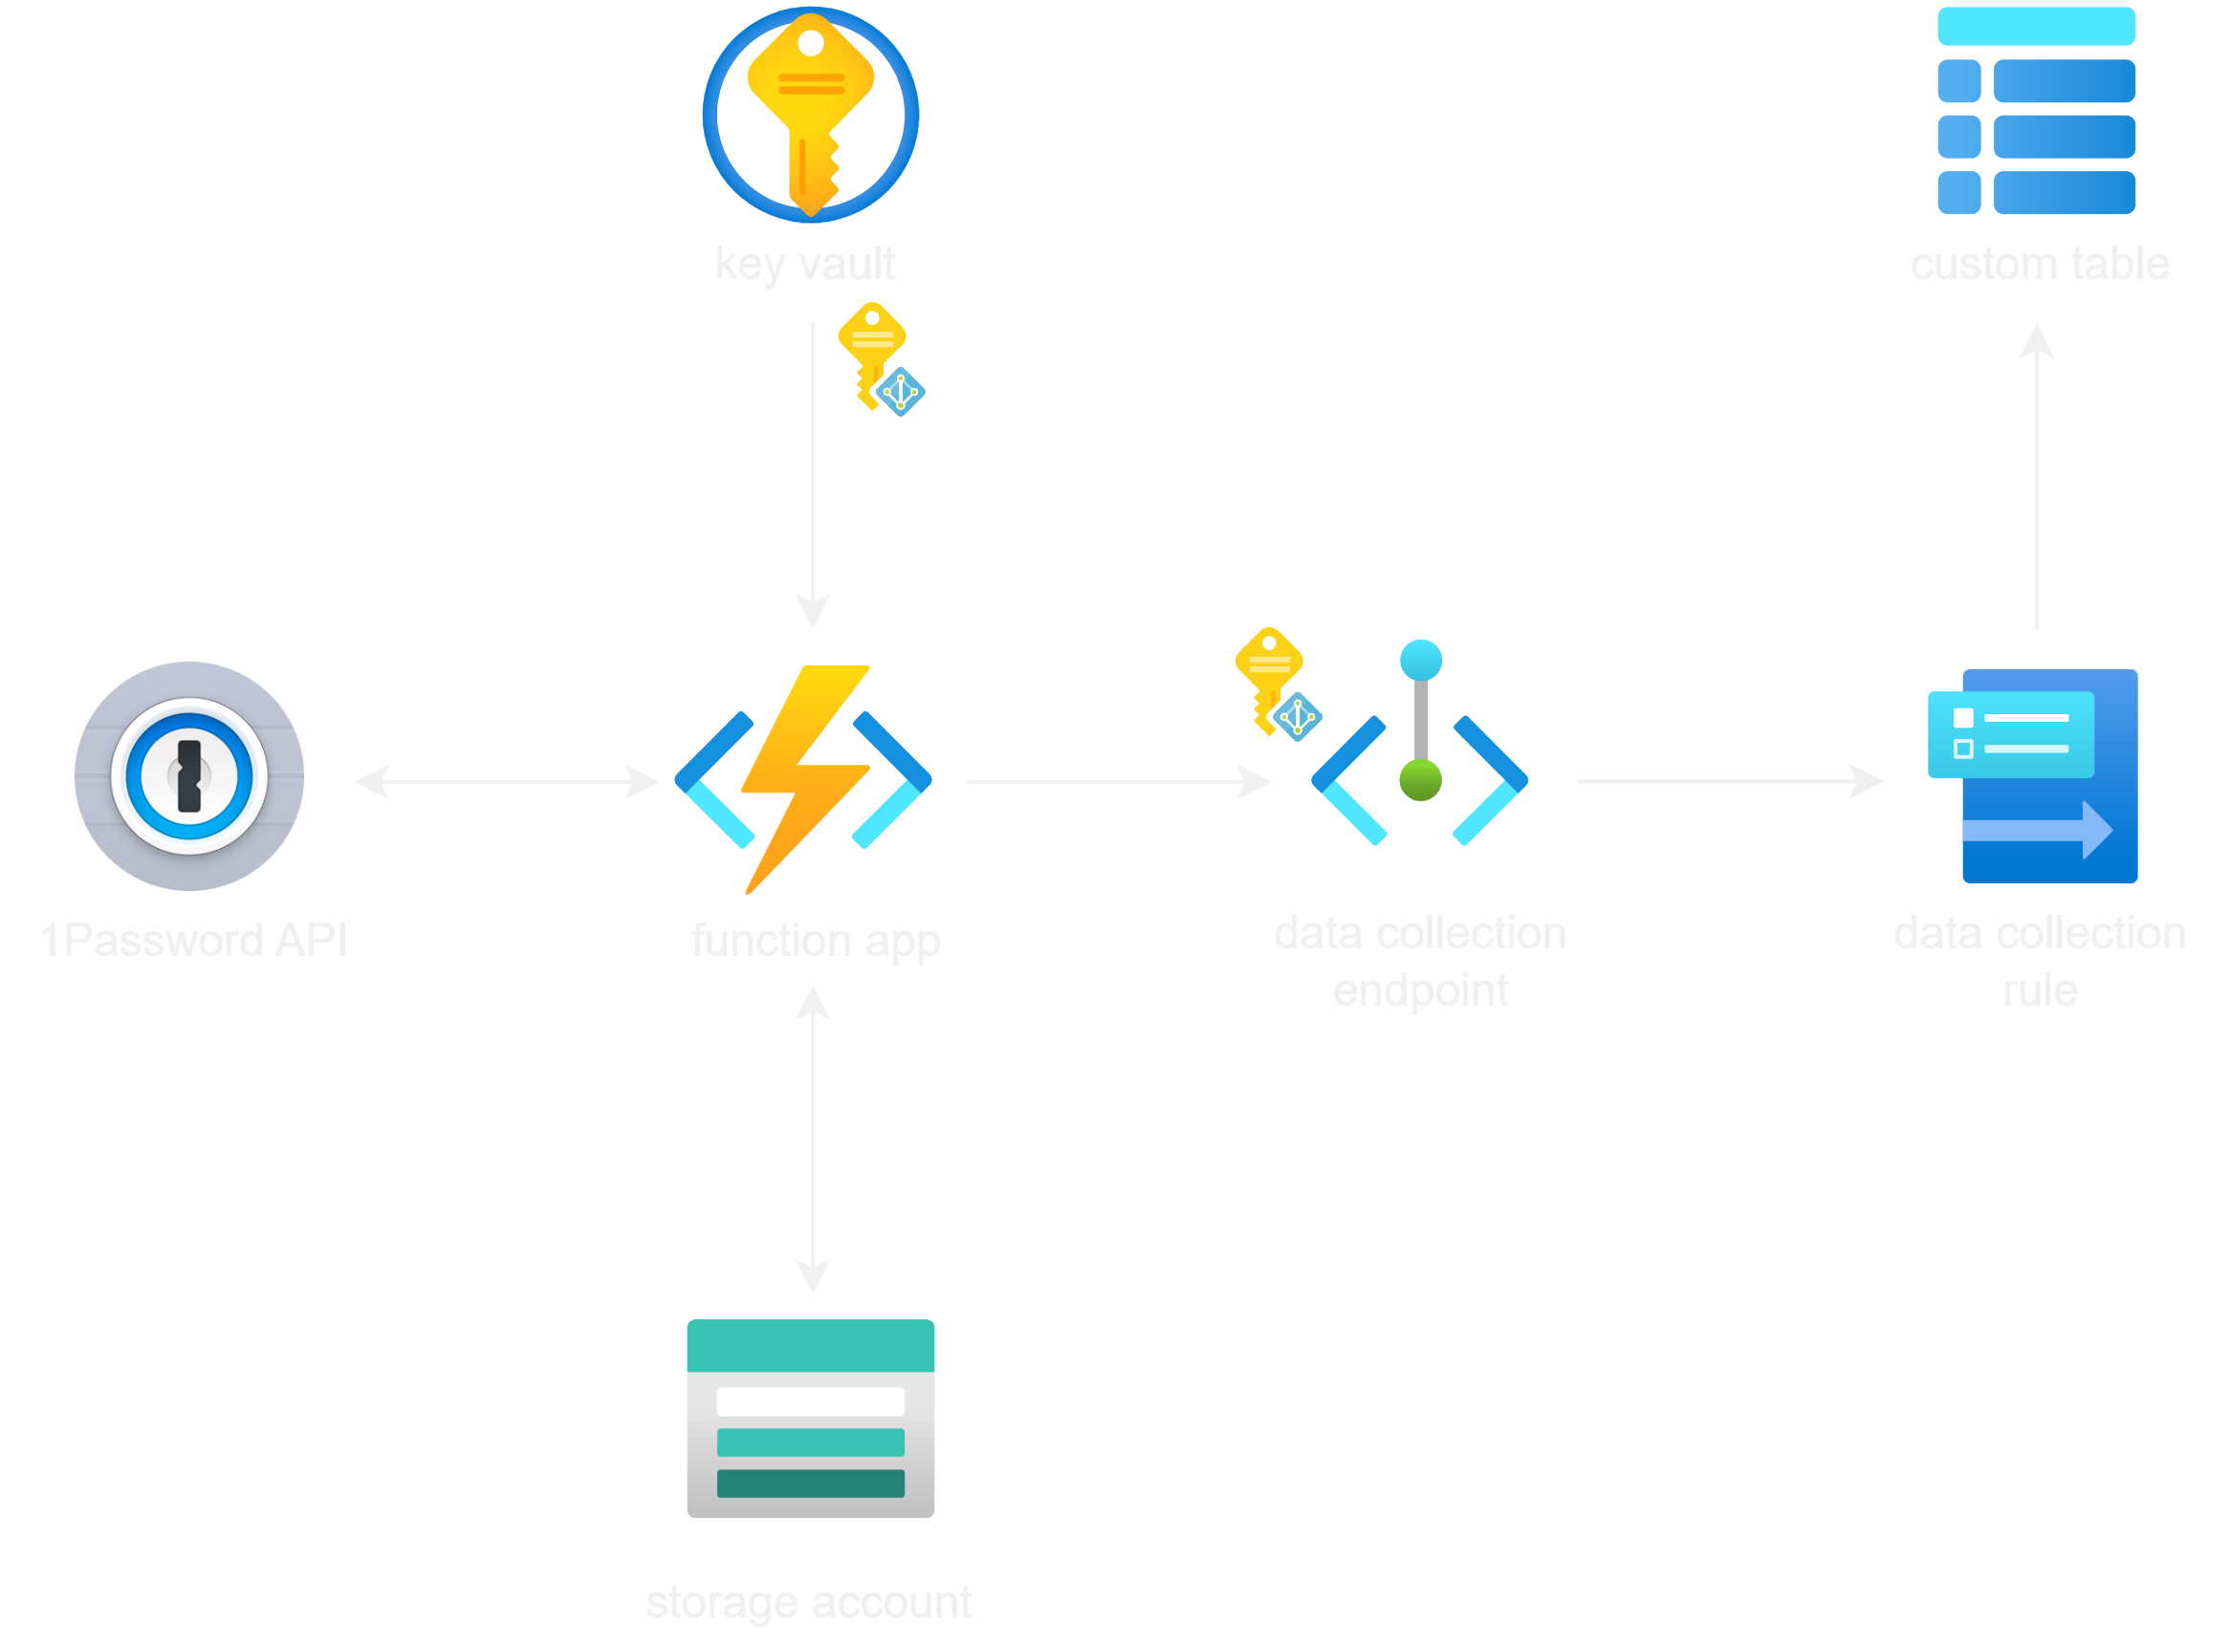 key vault
custom table
1Password API
function app
data collection
endpoint
data collection
rule
storage account